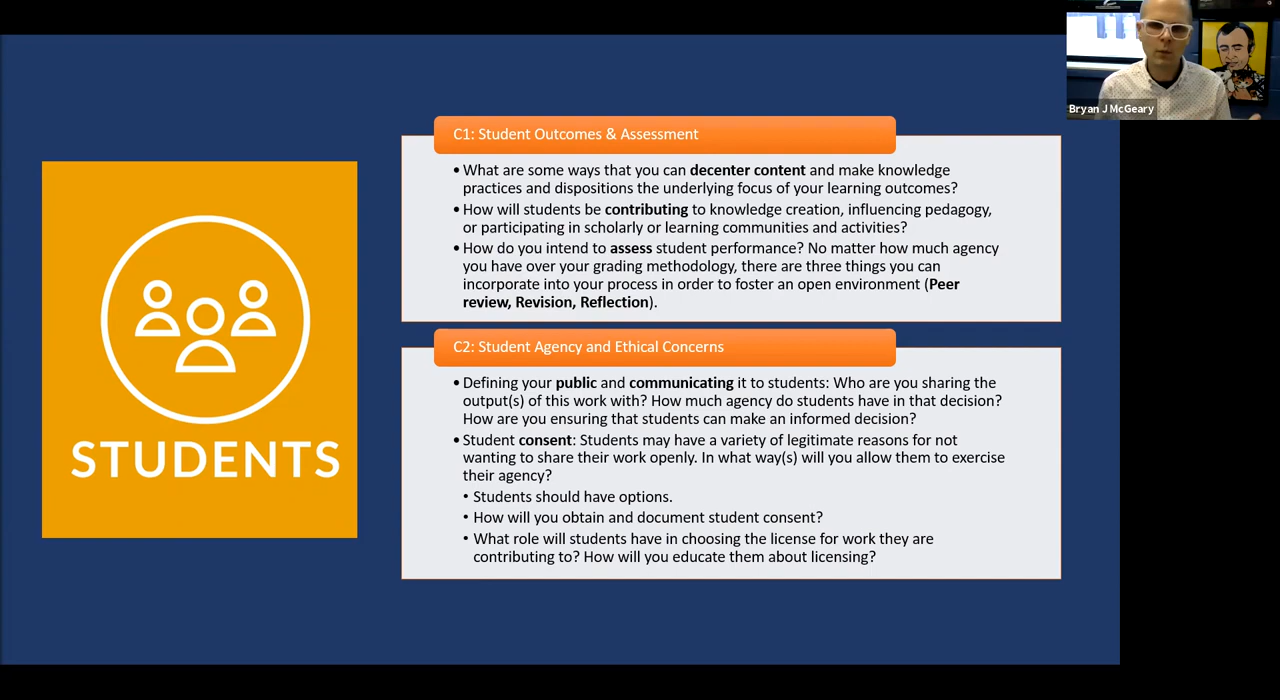 Bryan J McGeary
STUDENTS
C1: Student Outcomes & Assessment
•What are some ways that you can decenter content and make knowledge
practices and dispositions the underlying focus of your learning outcomes?
•How will students be contributing to knowledge creation, influencing pedagogy,
or participating in scholarly or learning communities and activities?
•How do you intend to assess student performance? No matter how much agency
you have over your grading methodology, there are three things you can
incorporate into your process in order to foster an open environment (Peer
review, Revision, Reflection).
C2: Student Agency and Ethical Concerns
•Defining your public and communicating it to students: Who are you sharing the
output(s) of this work with? How much agency do students have in that decision?
How are you ensuring that students can make an informed decision?
•Student consent: Students may have a variety of legitimate reasons for not
wanting to share their work openly. In what way(s) will you allow them to exercise
their agency?
• Students should have options.
• How will you obtain and document student consent?
• What role will students have in choosing the license for work they are
contributing to? How will you educate them about licensing?